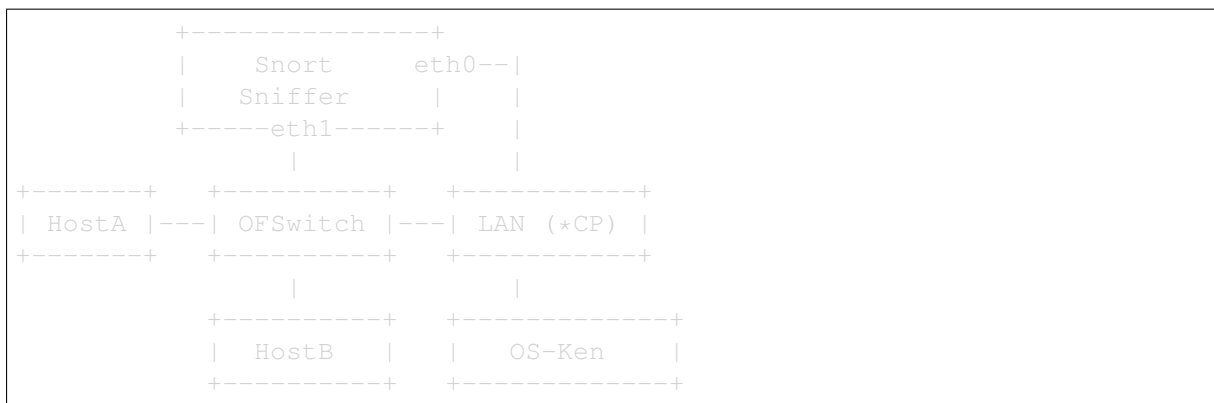 +---------------+
|    Snort     eth0--|
|   Sniffer     |    |
+-----eth1------+    |
|             |
+-------+   +----------+   +-----------+
| HostA |---| OFSwitch |---| LAN (*CP) |
+-------+   +----------+   +-----------+
|             |
+----------+   +-------------+
|  HostB   |   |   OS-Ken    |
+----------+   +-------------+